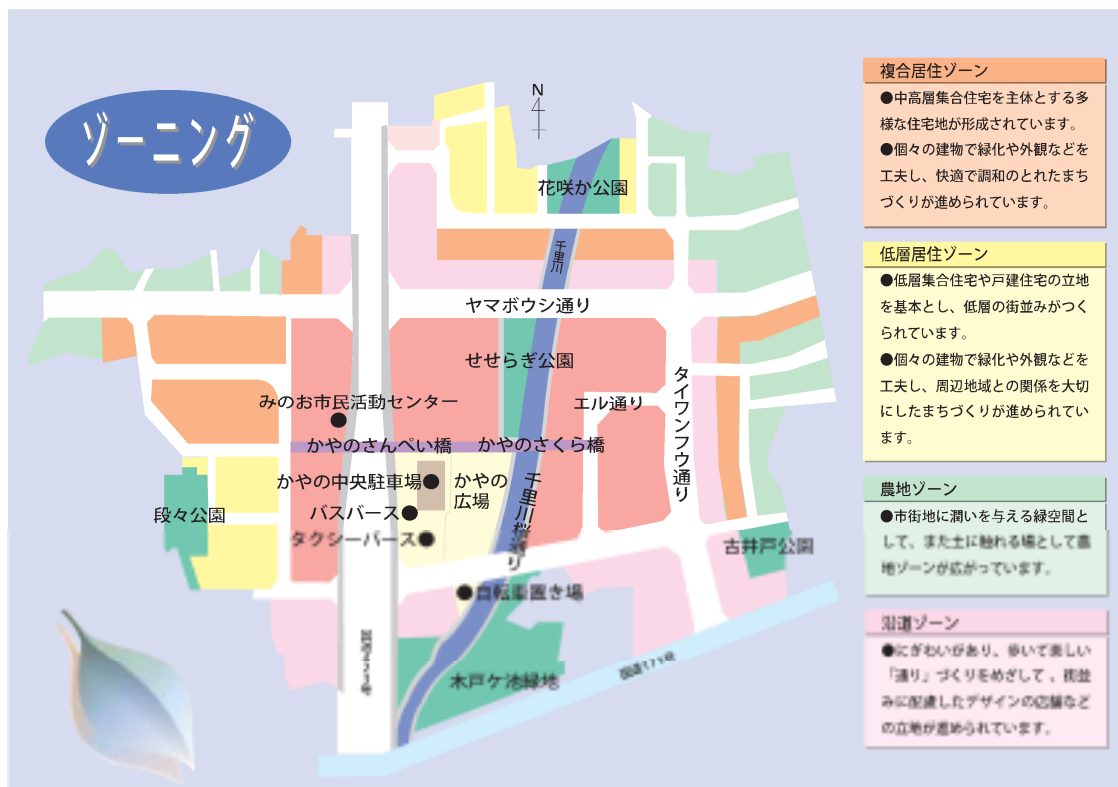 ゾーニング
N
花咲か公園
千里川
ヤマボウシ通り
せせらぎ公園
みのお市民活動センター
エル通り
タイワンフウ通り
かやのさんぺい橋
かやのさくら橋
かやの中央駐車場
かやの
広場
千里川桜通り
段々公園
バスバース
タクシーバース
古井戸公園
自転車置き場
木戸ケ池緑地
国道171号
複合居住ゾーン
●中高層集合住宅を主体とする多
様な住宅地が形成されています。
●個々の建物で緑化や外観などを
工夫し、快適で調和のとれたまち
づくりが進められています。
低層居住ゾーン
●低層集合住宅や戸建住宅の立地
を基本とし、低層の街並みがつく
られています。
●個々の建物で緑化や外観などを
工夫し、周辺地域との関係を大切
にしたまちづくりが進められてい
ます。
農地ゾーン
●市街地に潤いを与える緑空間と
して、また土に触れる場として農
地ゾーンが広がっています。
沿道ゾーン
●にぎわいがあり、歩いて楽しい
「通り」づくりをめざして、街並
みに配慮したデザインの店舗など
の立地が進められています。